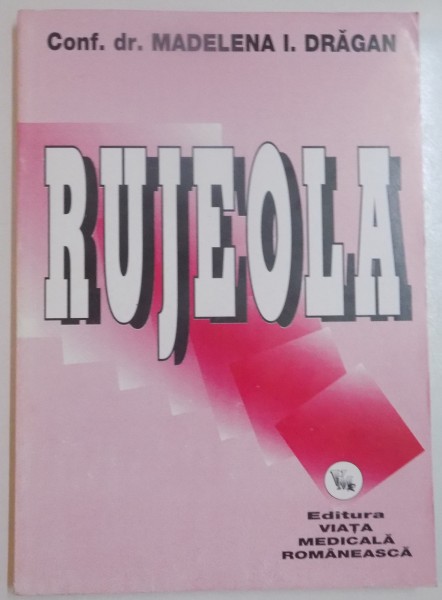 Conf. dr. MADELENA I. DRĂGAN
RUJEOLA
Editura
VIAȚA
MEDICALĂ
ROMÂNEASCĂ